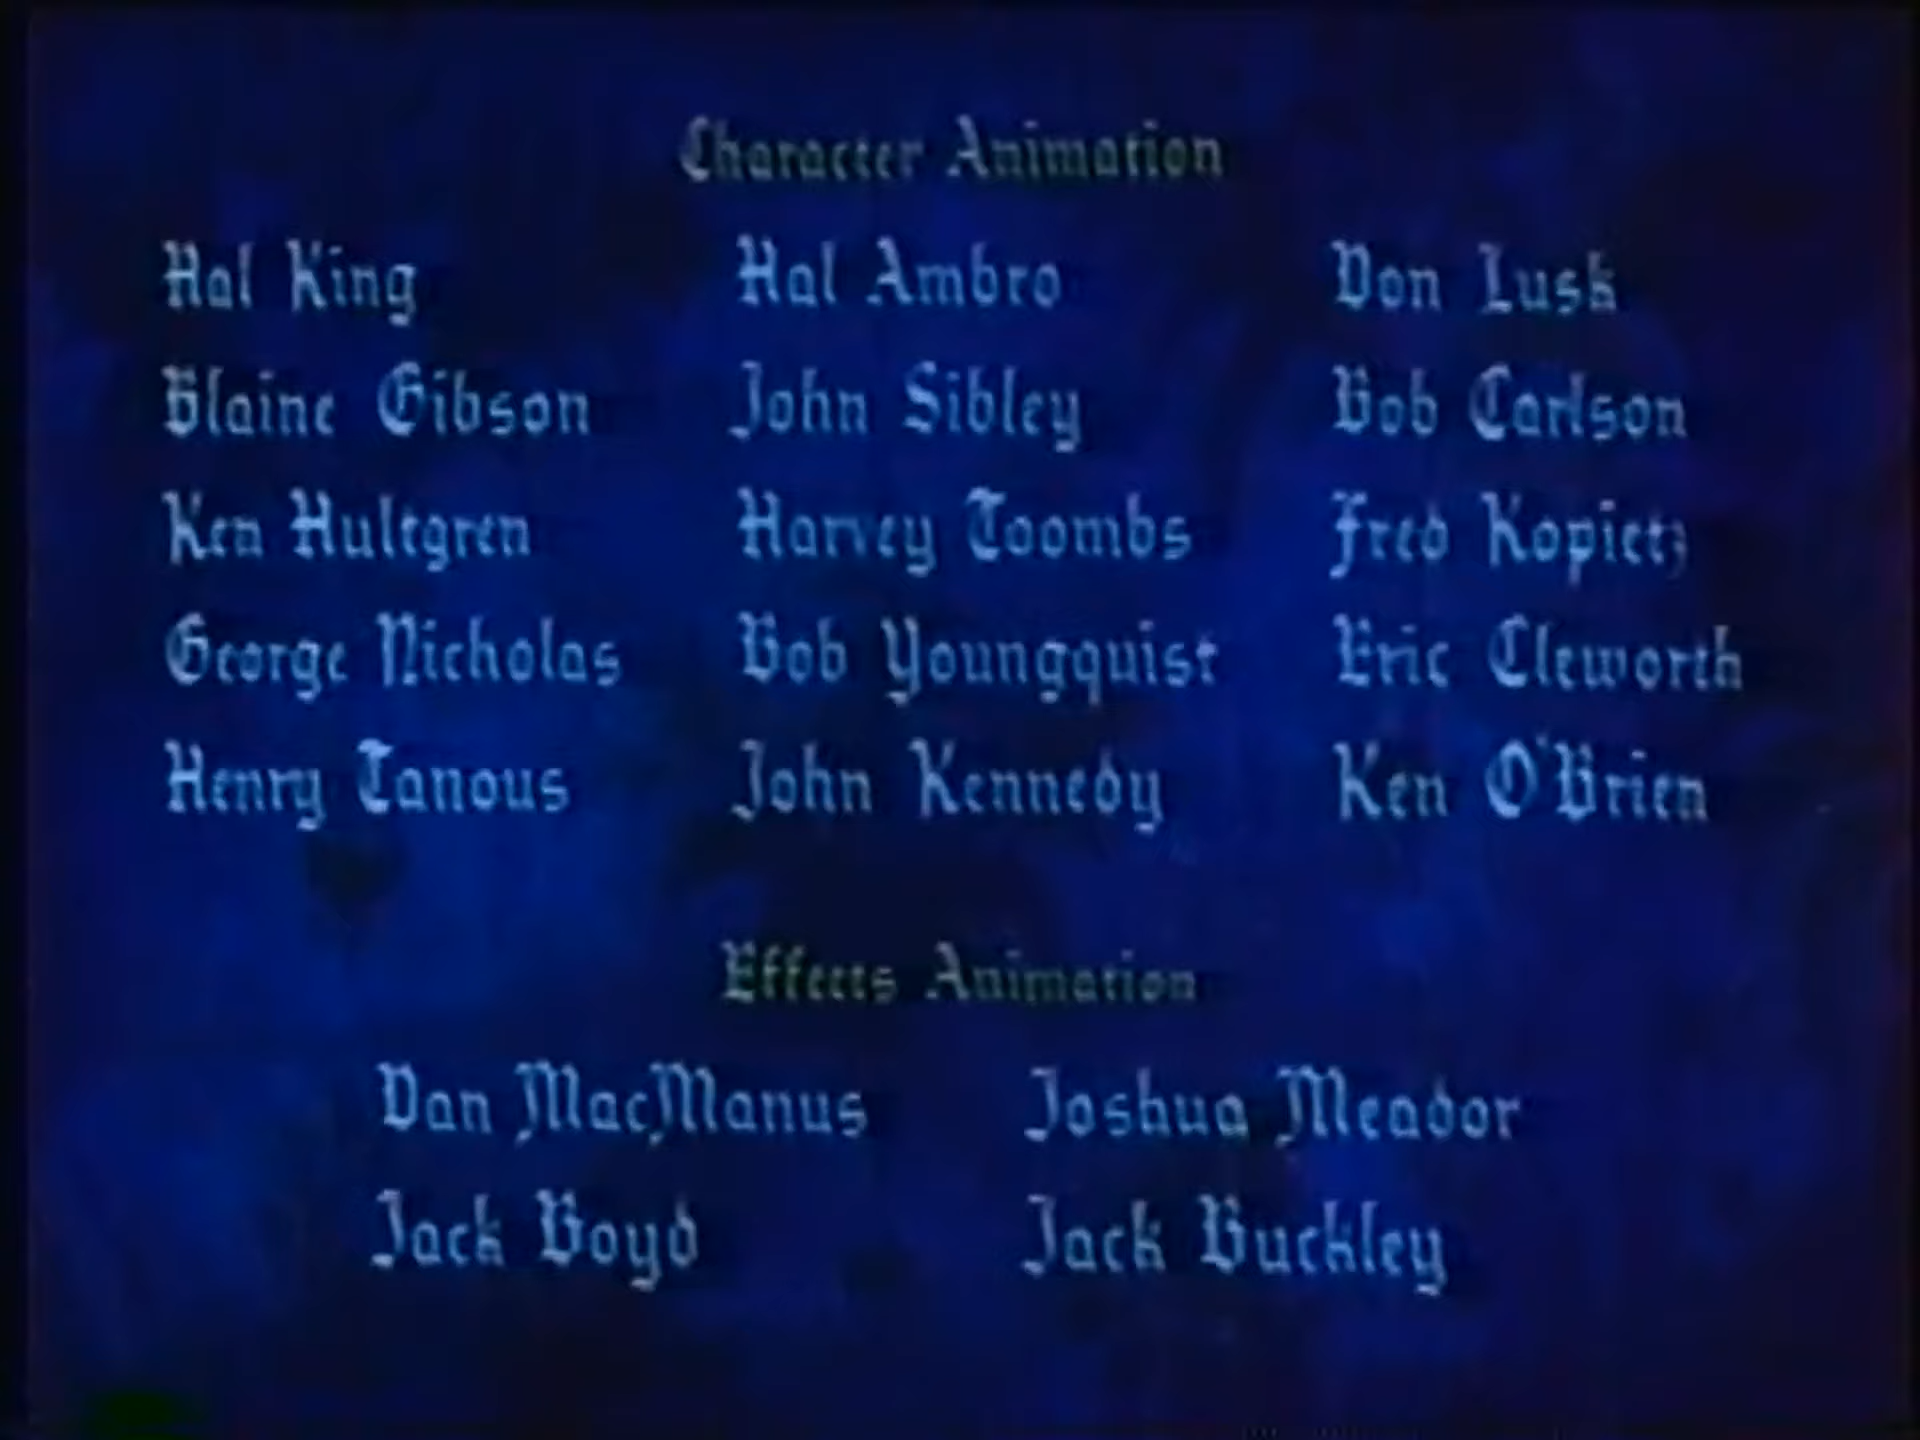 Character Animation
Hal King Hal Ambro Don Lusk
Blaine Gibson John Sibley Bob Carlson
Ken Hultgren Harvey Toombs Fred Kopietz
George Nicholas Bob Youngquist Eric Cleworth
Henry Tanous John Kennedy Ken O'Brien
Effects Animation
Dan MacManus Joshua Meador
Jack Boyd Jack Buckley